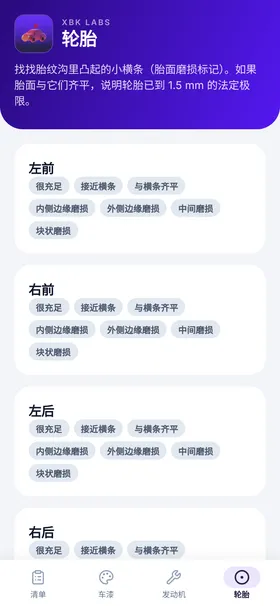 XBK LABS
轮胎
找找胎纹沟里凸起的小横条（胎面磨损标记）。如果
胎面与它们齐平，说明轮胎已到 1.5 mm 的法定极
限。
左前
很充足 接近横条 与横条齐平
内侧边缘磨损 外侧边缘磨损 中间磨损
块状磨损
右前
很充足 接近横条 与横条齐平
内侧边缘磨损 外侧边缘磨损 中间磨损
块状磨损
左后
很充足 接近横条 与横条齐平
内侧边缘磨损 外侧边缘磨损 中间磨损
块状磨损
右后
很充足 接近横条 与横条齐平
清单 车漆 发动机 轮胎